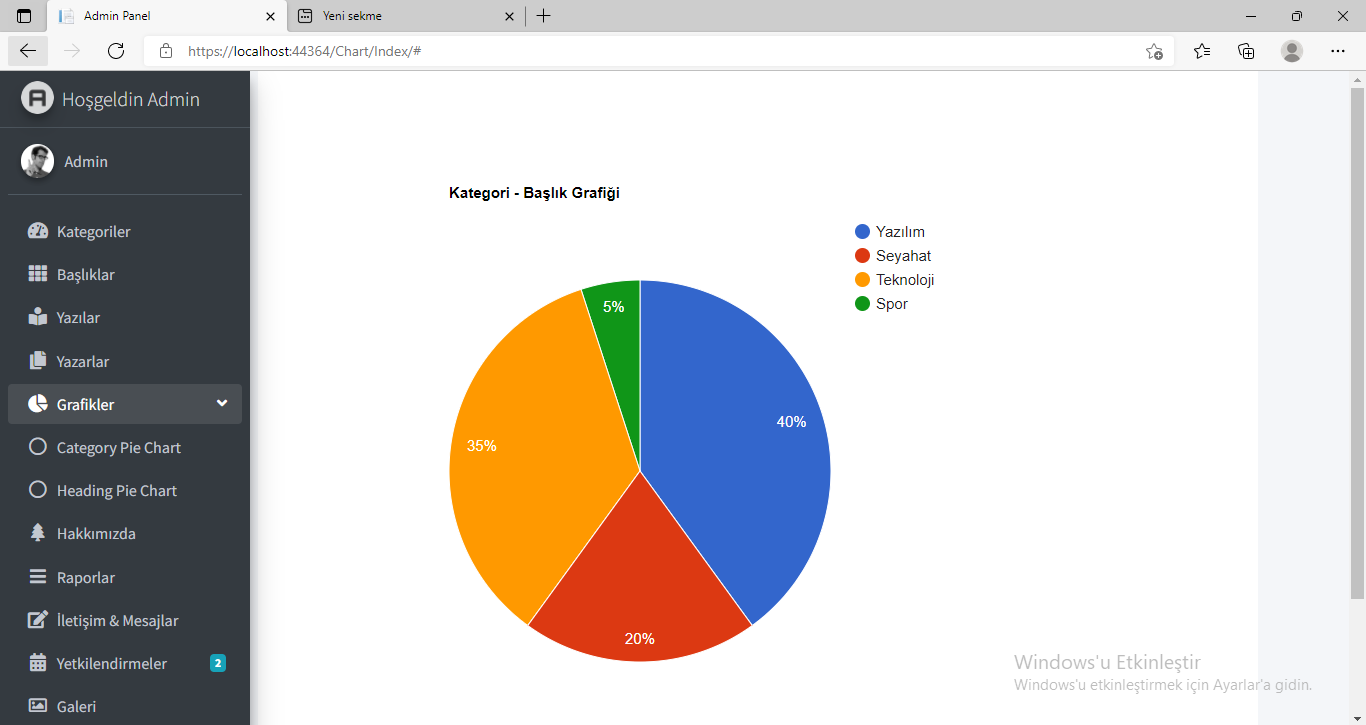 Admin Panel
Yeni sekme
https://localhost:44364/Chart/Index/#
Hoşgeldin Admin
Admin
Kategoriler
Başlıklar
Yazılar
Yazarlar
Grafikler
Category Pie Chart
Heading Pie Chart
Hakkımızda
Raporlar
İletişim & Mesajlar
Yetkilendirmeler 2
Galeri
Kategori - Başlık Grafiği
Yazılım
Seyahat
Teknoloji
Spor
5%
40%
35%
20%
Windows'u Etkinleştir
Windows'u etkinleştirmek için Ayarlar'a gidin.